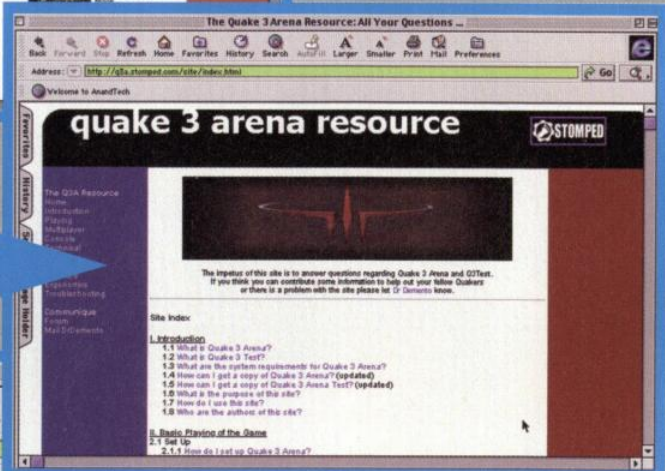 The Quake 3 Arena Resource: All Your Questions ...
Back Forward Stop Refresh Home Favorites History Search AutoFill Larger Smaller Print Mail Preferences
Address: http://q3a.stomped.com/site/index.html Go
Welcome to AnandTech
Favorites
History
quake 3 arena resource
STOMPED
The Q3A Resource
Home
Introduction
Playing
Multiplayer
Console
Technical
Ergonomics
Troubleshooting
Communique
Forum
Mail DrDemento
The impetus of this site is to answer questions regarding Quake 3 Arena and Q3Test.
If you think you can contribute some information to help out your fellow Quakers
or there is a problem with the site please let Dr Demento know.
Site Index
I. Introduction
1.1 What is Quake 3 Arena?
1.2 What is Quake 3 Test?
1.3 What are the system requirements for Quake 3 Arena?
1.4 How can I get a copy of Quake 3 Arena? (updated)
1.5 How can I get a copy of Quake 3 Arena Test? (updated)
1.6 What is the purpose of this site?
1.7 How do I use this site?
1.8 Who are the authors of this site?
II. Basic Playing of the Game
2.1 Set Up
2.1.1 How do I set up Quake 3 Arena?